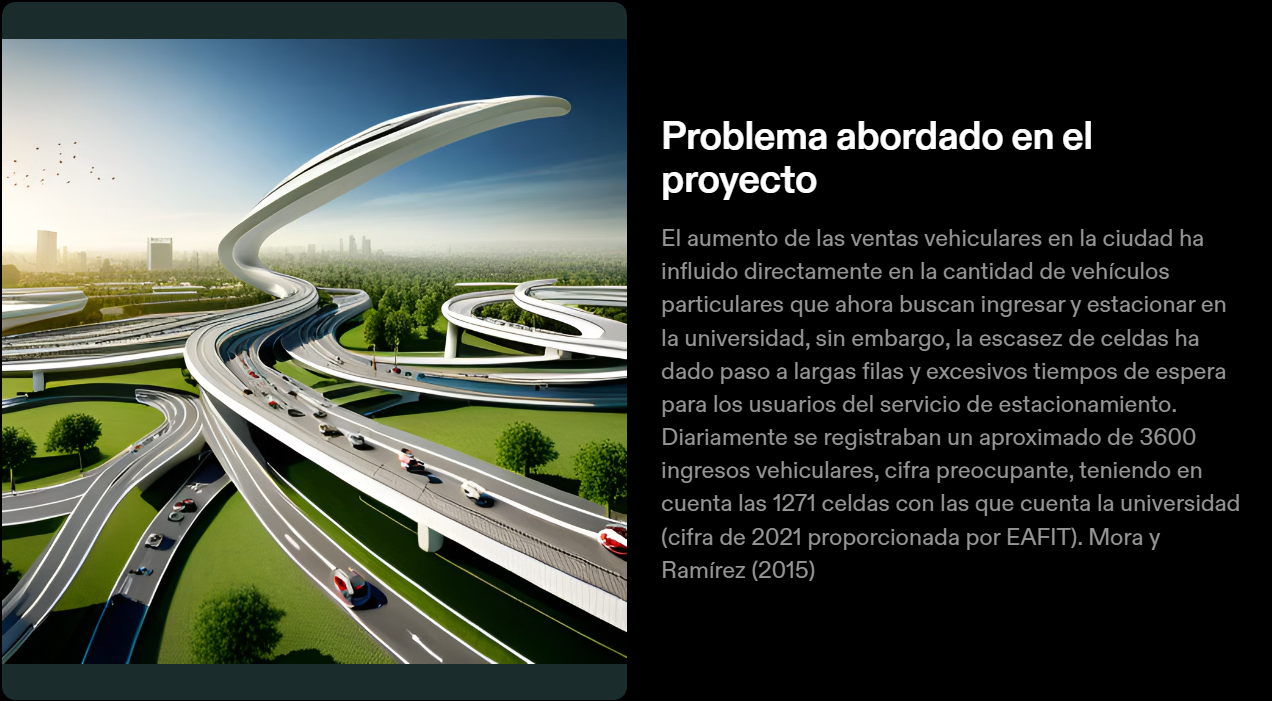 Problema abordado en el
proyecto
El aumento de las ventas vehiculares en la ciudad ha
influido directamente en la cantidad de vehículos
particulares que ahora buscan ingresar y estacionar en
la universidad, sin embargo, la escasez de celdas ha
dado paso a largas filas y excesivos tiempos de espera
para los usuarios del servicio de estacionamiento.
Diariamente se registraban un aproximado de 3600
ingresos vehiculares, cifra preocupante, teniendo en
cuenta las 1271 celdas con las que cuenta la universidad
(cifra de 2021 proporcionada por EAFIT). Mora y
Ramírez (2015)